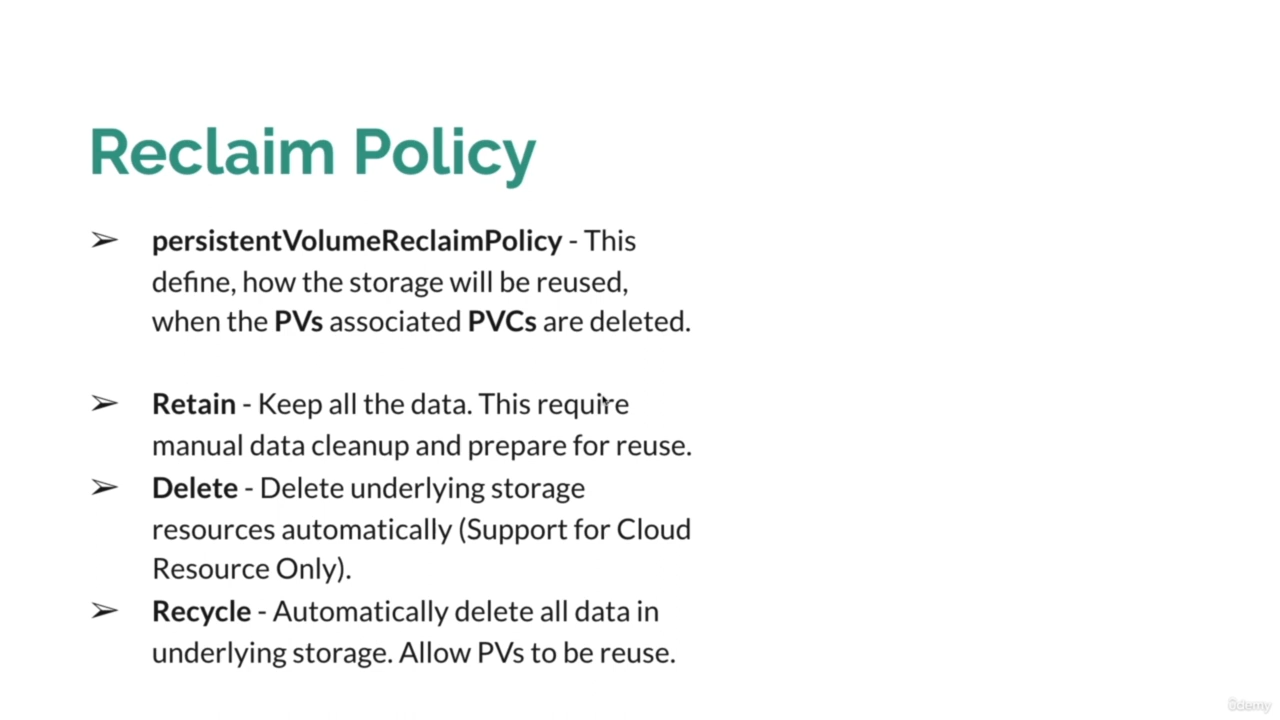 Reclaim Policy
➢ persistentVolumeReclaimPolicy - This
define, how the storage will be reused,
when the PVs associated PVCs are deleted.
➢ Retain - Keep all the data. This require
manual data cleanup and prepare for reuse.
➢ Delete - Delete underlying storage
resources automatically (Support for Cloud
Resource Only).
➢ Recycle - Automatically delete all data in
underlying storage. Allow PVs to be reuse.
ûdemy